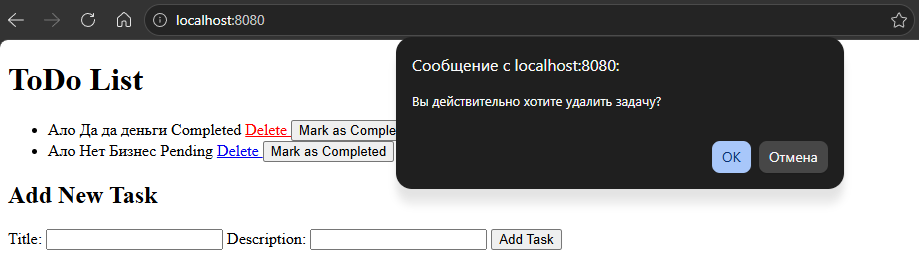 localhost:8080
ToDo List
Ало Да да деньги Completed Delete Mark as Comple
Ало Нет Бизнес Pending Delete Mark as Completed
Сообщение с localhost:8080:
Вы действительно хотите удалить задачу?
OK Отмена
Add New Task
Title: Description: Add Task